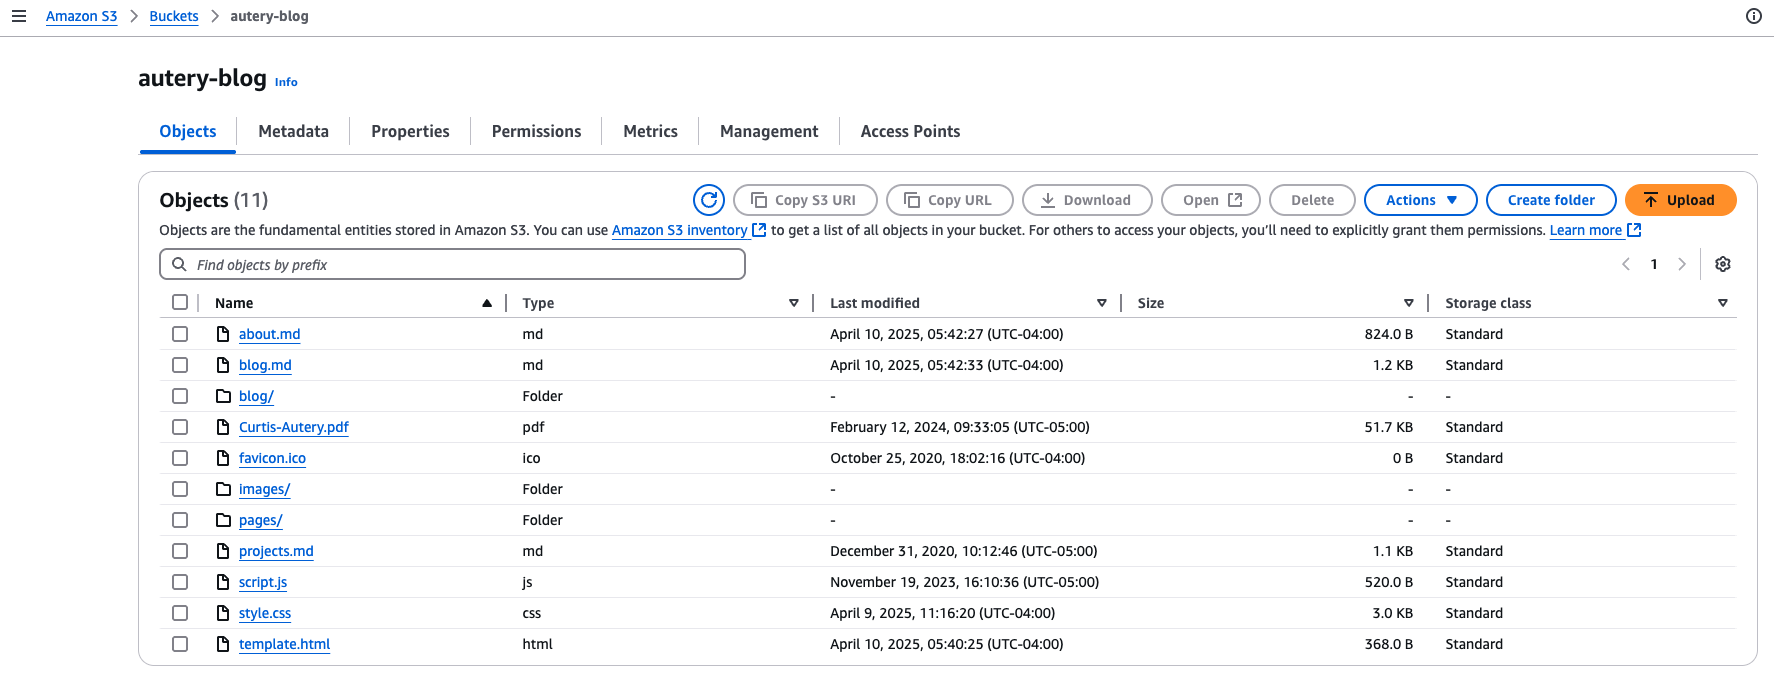 Amazon S3 > Buckets > autery-blog
autery-blog Info
Objects Metadata Properties Permissions Metrics Management Access Points
Objects (11) Copy S3 URI Copy URL Download Open Delete Actions Create folder Upload
Objects are the fundamental entities stored in Amazon S3. You can use Amazon S3 inventory to get a list of all objects in your bucket. For others to access your objects, you’ll need to explicitly grant them permissions. Learn more
Find objects by prefix 1
Name Type Last modified Size Storage class
about.md md April 10, 2025, 05:42:27 (UTC-04:00) 824.0 B Standard
blog.md md April 10, 2025, 05:42:33 (UTC-04:00) 1.2 KB Standard
blog/ Folder - - -
Curtis-Autery.pdf pdf February 12, 2024, 09:33:05 (UTC-05:00) 51.7 KB Standard
favicon.ico ico October 25, 2020, 18:02:16 (UTC-04:00) 0 B Standard
images/ Folder - - -
pages/ Folder - - -
projects.md md December 31, 2020, 10:12:46 (UTC-05:00) 1.1 KB Standard
script.js js November 19, 2023, 16:10:36 (UTC-05:00) 520.0 B Standard
style.css css April 9, 2025, 11:16:20 (UTC-04:00) 3.0 KB Standard
template.html html April 10, 2025, 05:40:25 (UTC-04:00) 368.0 B Standard